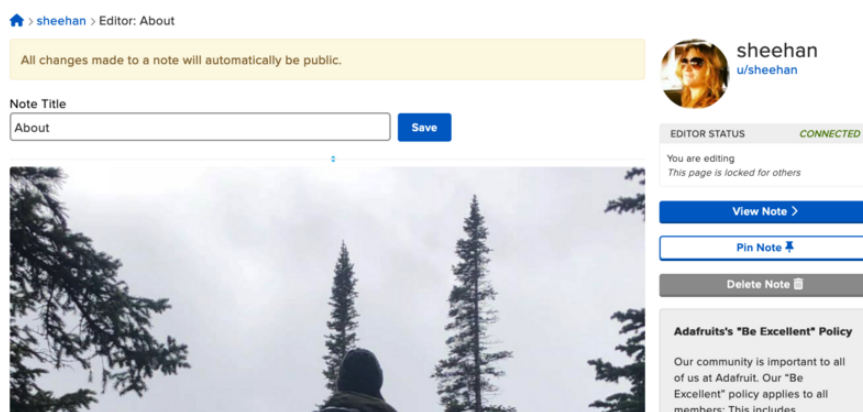 sheehan > Editor: About
All changes made to a note will automatically be public.
Note Title
About
Save
sheehan
u/sheehan
EDITOR STATUS CONNECTED
You are editing
This page is locked for others
View Note >
Pin Note
Delete Note
Adafruits's "Be Excellent" Policy
Our community is important to all
of us at Adafruit. Our "Be
Excellent" policy applies to all
members; This includes